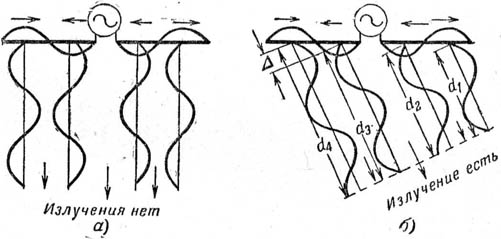 Δ
d₄
d₃
d₂
d₁
Излучения нет
Излучение есть
а)
б)